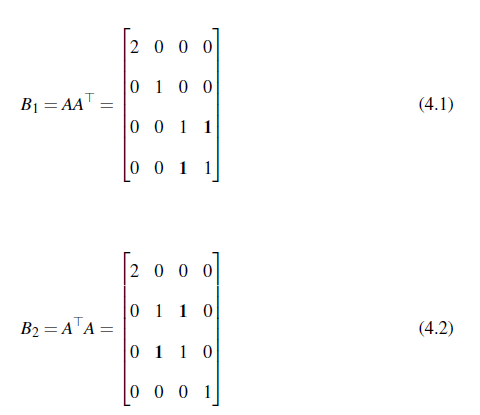 2 0 0 0
0 1 0 0
B₁ = AA⊤ = (4.1)
0 0 1 1
0 0 1 1
2 0 0 0
0 1 1 0
B₂ = A⊤A = (4.2)
0 1 1 0
0 0 0 1